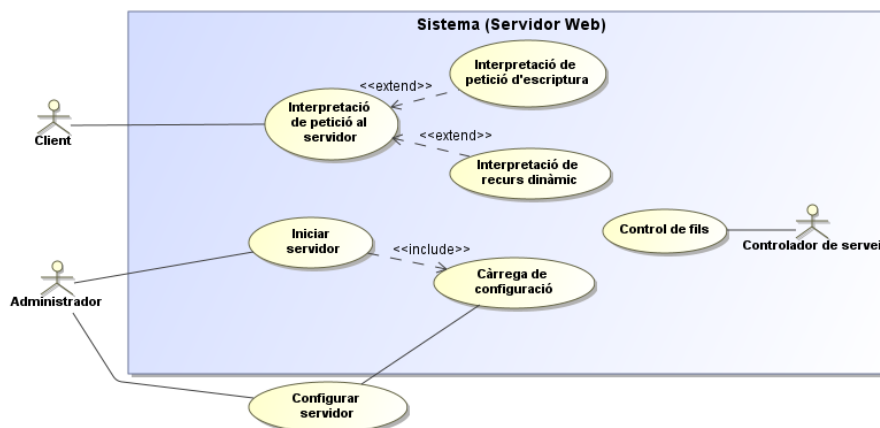 Sistema (Servidor Web)
Interpretació de
petició d'escriptura
<<extend>>
Interpretació
de petició al
servidor
Client
<<extend>>
Interpretació de
recurs dinàmic
Iniciar
servidor
Control de fils
Controlador de servei
<<include>>
Càrrega de
configuració
Administrador
Configurar
servidor